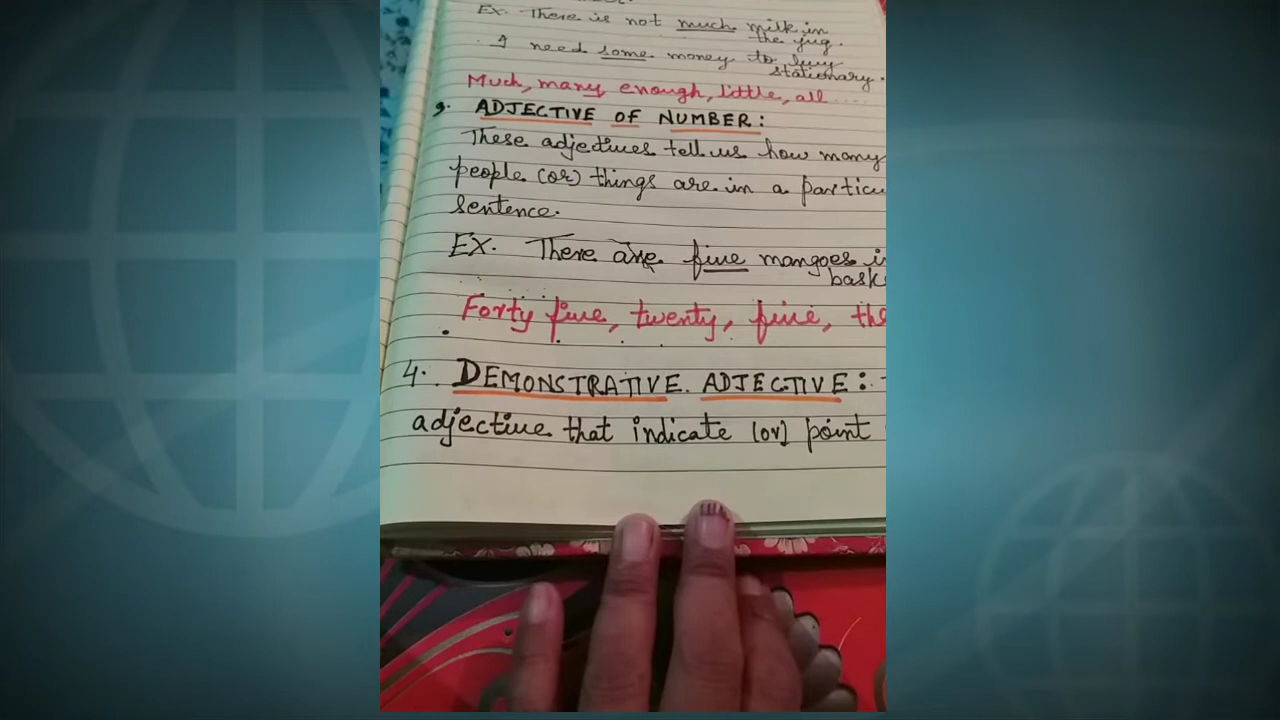 Ex. There is not much milk in
the jug.
I need some money to buy
stationary.
Much, many enough, little, all ....
3. ADJECTIVE OF NUMBER:
These adjectives tell us how many
people (or) things are in a particu
sentence.
EX. There are five mangoes i
bask
Forty five, twenty, five, the
4. DEMONSTRATIVE ADJECTIVE:
adjective that indicate (or) point